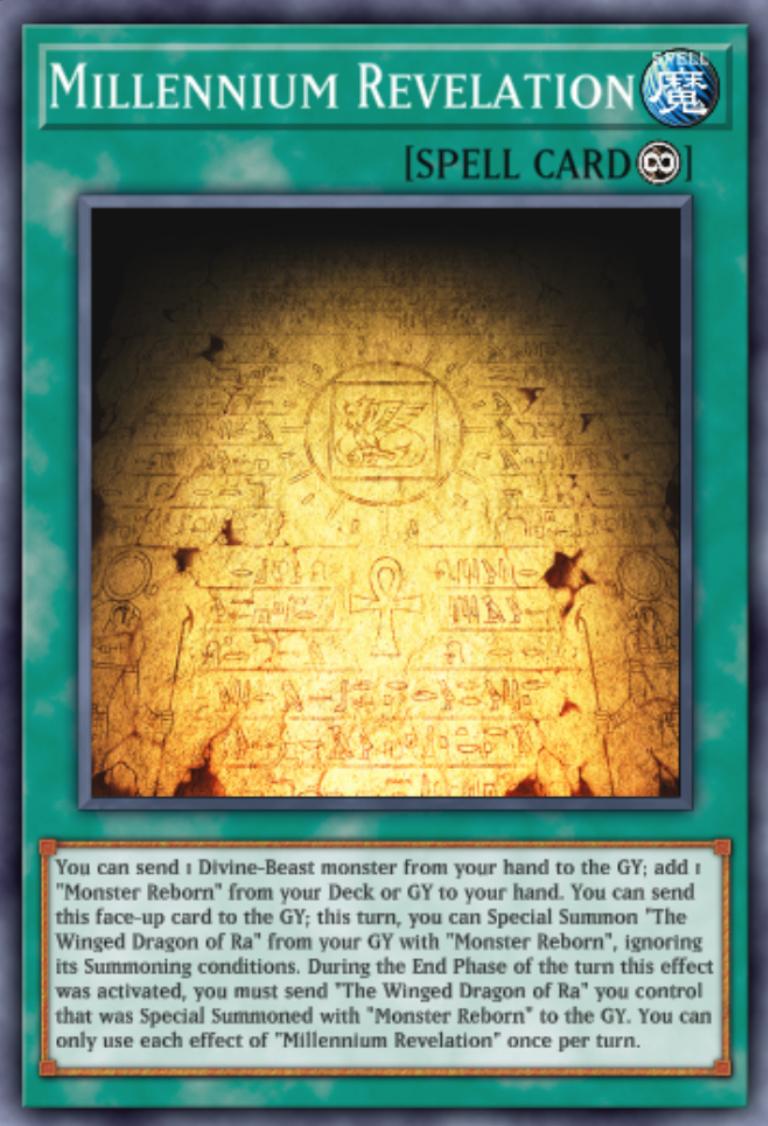 MILLENNIUM REVELATION
SPELL
魔
[SPELL CARD♾]
You can send 1 Divine-Beast monster from your hand to the GY; add 1
"Monster Reborn" from your Deck or GY to your hand. You can send
this face-up card to the GY; this turn, you can Special Summon "The
Winged Dragon of Ra" from your GY with "Monster Reborn", ignoring
its Summoning conditions. During the End Phase of the turn this effect
was activated, you must send "The Winged Dragon of Ra" you control
that was Special Summoned with "Monster Reborn" to the GY. You can
only use each effect of "Millennium Revelation" once per turn.